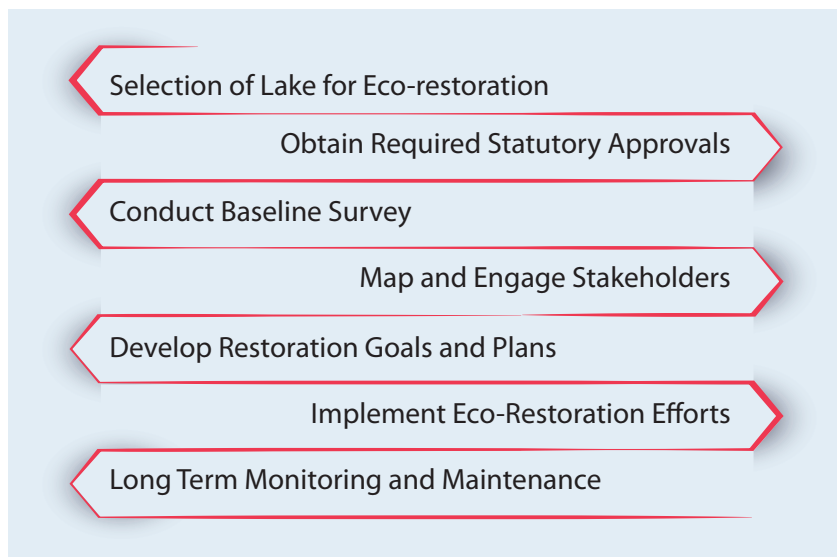 Selection of Lake for Eco-restoration
Obtain Required Statutory Approvals
Conduct Baseline Survey
Map and Engage Stakeholders
Develop Restoration Goals and Plans
Implement Eco-Restoration Efforts
Long Term Monitoring and Maintenance